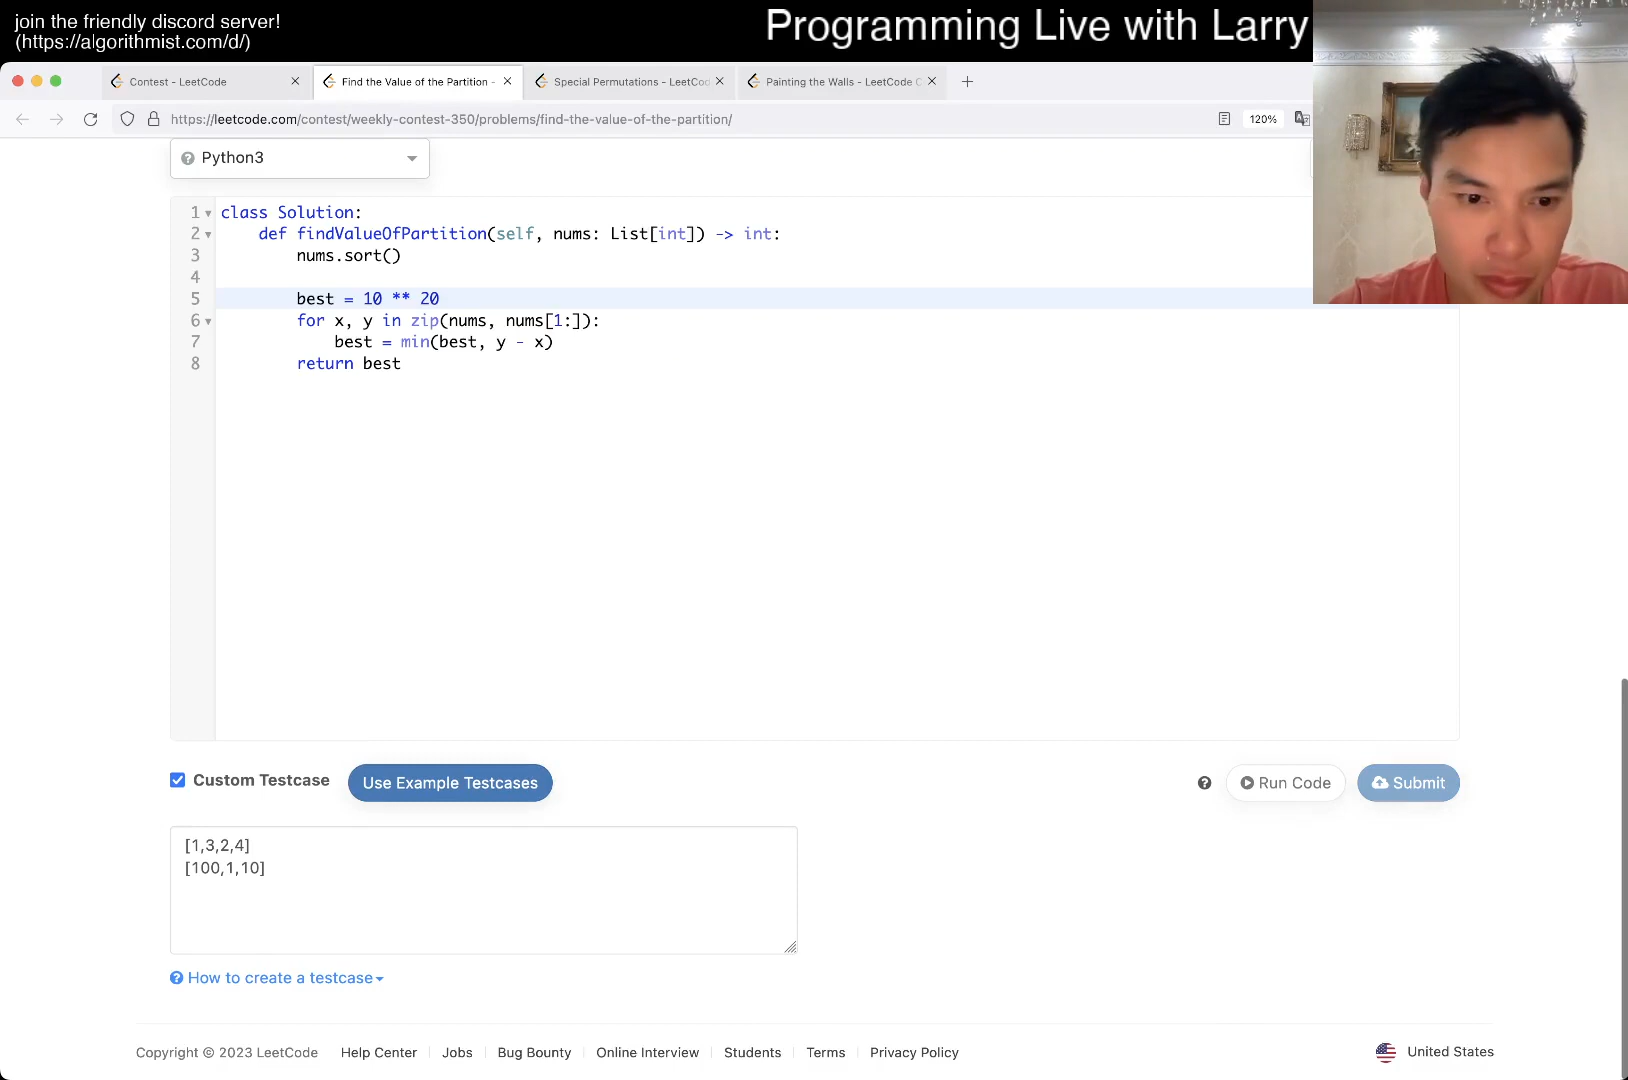 join the friendly discord server!
(https://algorithmist.com/d/)
Programming Live with Larry
Contest - LeetCode
Find the Value of the Partition -
Special Permutations - LeetCod
Painting the Walls - LeetCode C
https://leetcode.com/contest/weekly-contest-350/problems/find-the-value-of-the-partition/
120%
Python3
1 class Solution:
2     def findValueOfPartition(self, nums: List[int]) -> int:
3         nums.sort()
4
5         best = 10 ** 20
6         for x, y in zip(nums, nums[1:]):
7             best = min(best, y - x)
8         return best
Custom Testcase
Use Example Testcases
Run Code
Submit
[1,3,2,4]
[100,1,10]
How to create a testcase
Copyright © 2023 LeetCode Help Center Jobs Bug Bounty Online Interview Students Terms Privacy Policy United States